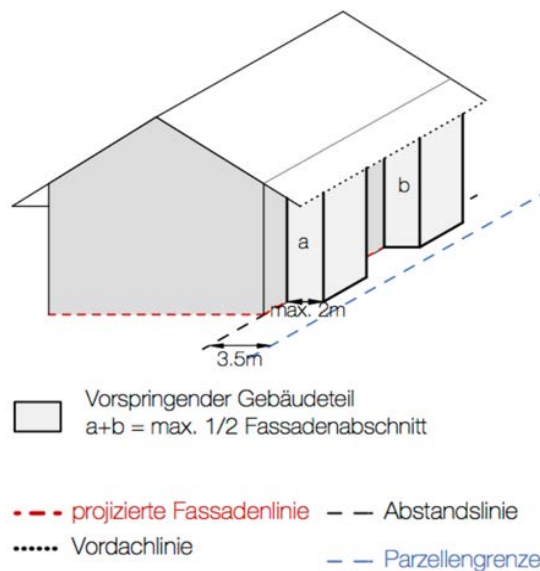 b
a
max. 2m
3.5m
Vorspringender Gebäudeteil
a+b = max. 1/2 Fassadenabschnitt
projizierte Fassadenlinie
Abstandslinie
Vordachlinie
Parzellengrenze